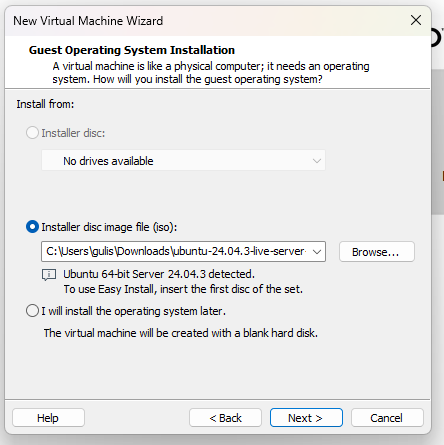 New Virtual Machine Wizard
Guest Operating System Installation
A virtual machine is like a physical computer; it needs an operating
system. How will you install the guest operating system?
Install from:
Installer disc:
No drives available
Installer disc image file (iso):
C:\Users\gulis\Downloads\ubuntu-24.04.3-live-server-
Browse...
Ubuntu 64-bit Server 24.04.3 detected.
To use Easy Install, insert the first disc of the set.
I will install the operating system later.
The virtual machine will be created with a blank hard disk.
Help
< Back
Next >
Cancel